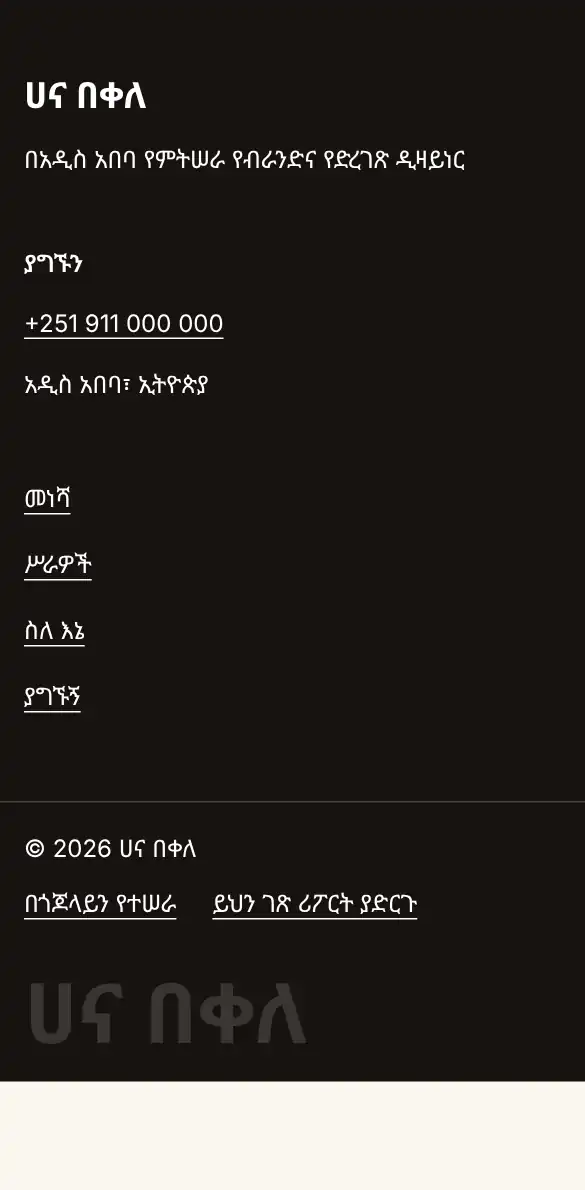 ሀና በቀለ
በአዲስ አበባ የምትሠራ የብራንድና የድረገጽ ዲዛይነር
ያግኙን
+251 911 000 000
አዲስ አበባ፣ ኢትዮጵያ
መነሻ
ሥራዎች
ስለ እኔ
ያግኙኝ
© 2026 ሀና በቀለ
በጎጆላይን የተሠራ ይህን ገጽ ሪፖርት ያድርጉ
ሀና በቀለ